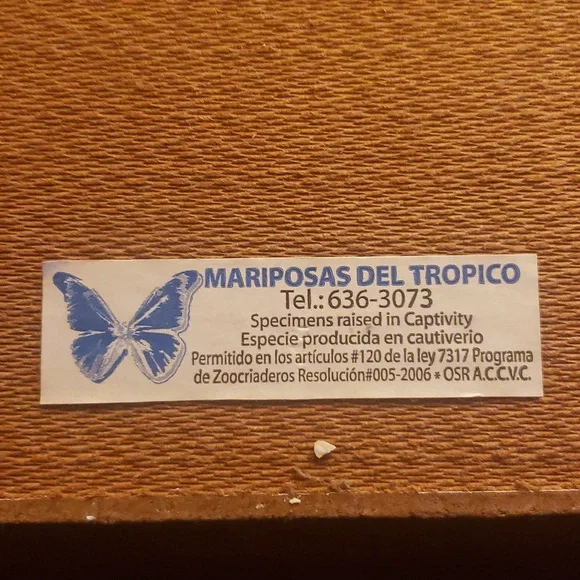 MARIPOSAS DEL TROPICO
Tel.: 636-3073
Specimens raised in Captivity
Especie producida en cautiverio
Permitido en los artículos #120 de la ley 7317 Programa
de Zoocriaderos Resolución#005-2006 * OSR A.C.C.V.C.